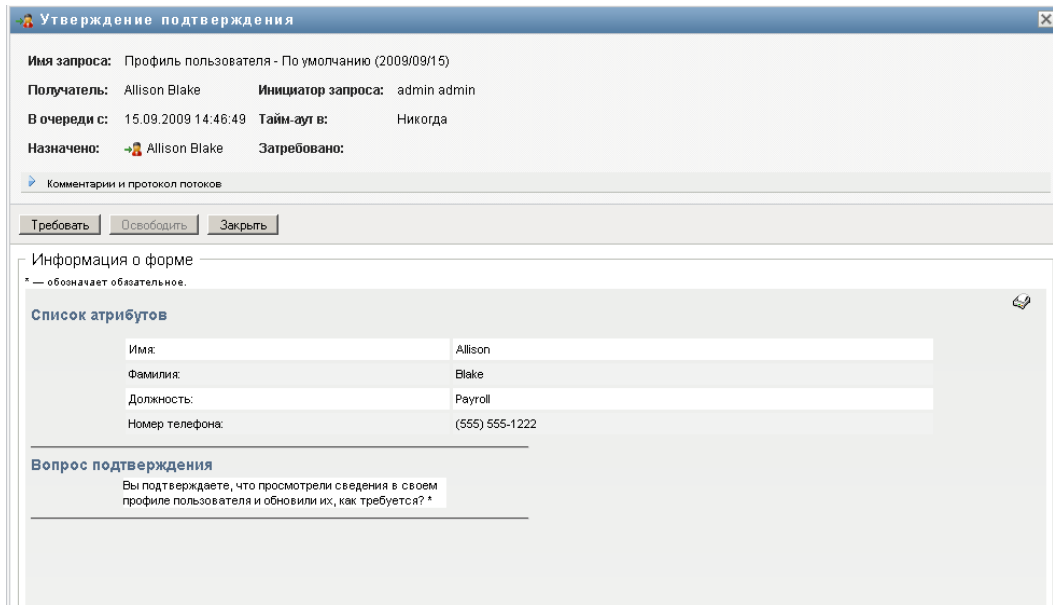 Утверждение подтверждения
Имя запроса: Профиль пользователя - По умолчанию (2009/09/15)
Получатель: Allison Blake Инициатор запроса: admin admin
В очереди с: 15.09.2009 14:46:49 Тайм-аут в: Никогда
Назначено: Allison Blake Затребовано:
Комментарии и протокол потоков
Требовать Освободить Закрыть
Информация о форме
* — обозначает обязательное.
Список атрибутов
Имя: Allison
Фамилия: Blake
Должность: Payroll
Номер телефона: (555) 555-1222
Вопрос подтверждения
Вы подтверждаете, что просмотрели сведения в своем
профиле пользователя и обновили их, как требуется? *